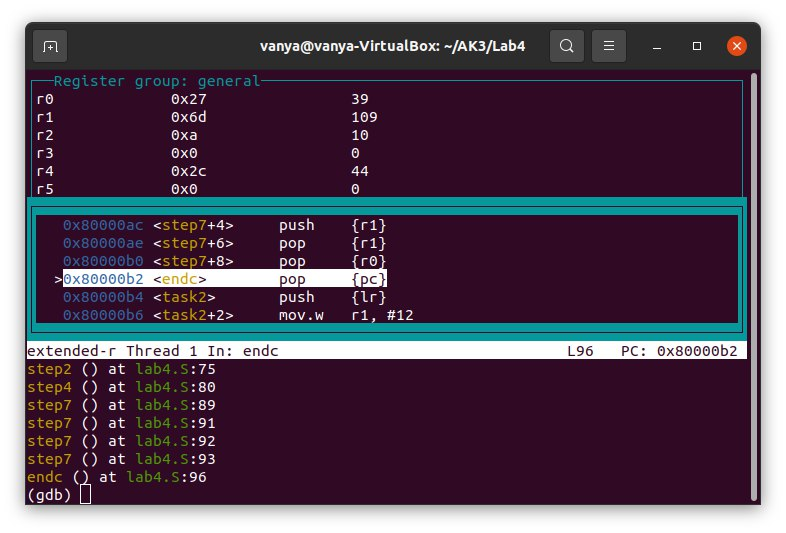 vanya@vanya-VirtualBox: ~/AK3/Lab4
Register group: general
r0 0x27 39
r1 0x6d 109
r2 0xa 10
r3 0x0 0
r4 0x2c 44
r5 0x0 0
0x80000ac <step7+4> push {r1}
0x80000ae <step7+6> pop {r1}
0x80000b0 <step7+8> pop {r0}
>0x80000b2 <endc> pop {pc}
0x80000b4 <task2> push {lr}
0x80000b6 <task2+2> mov.w r1, #12
extended-r Thread 1 In: endc L96 PC: 0x80000b2
step2 () at lab4.S:75
step4 () at lab4.S:80
step7 () at lab4.S:89
step7 () at lab4.S:91
step7 () at lab4.S:92
step7 () at lab4.S:93
endc () at lab4.S:96
(gdb)